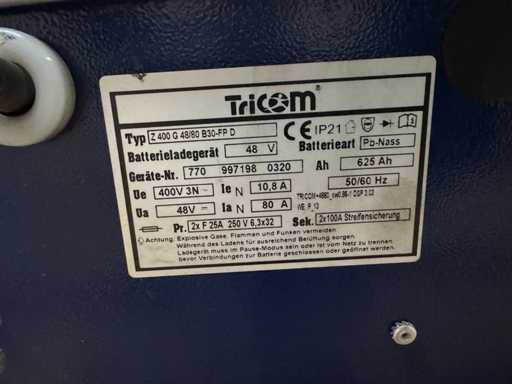 TRICOM
Typ Z 400 G 48/80 B30-FP D IP21
Batterieladegerät 48 V Batterieart Pb-Nass
Geräte-Nr. 770 997198 0320 Ah 625 Ah
Ue 400V 3N~ Ie N 10,8 A 50/60 Hz
Ua 48V Ia N 80 A
Pr. 2x F 25A 250 V 6,3x32 Sek. 2x100A Streifensicherung
Achtung: Explosive Gase. Flammen und Funken vermeiden
Während des Ladens für ausreichend Belüftung sorgen
Ladegerät muss im Pause-Modus sein oder ist vom Netz zu trennen
bevor Verbindungen zur Batterie geschlossen oder geöffnet werden